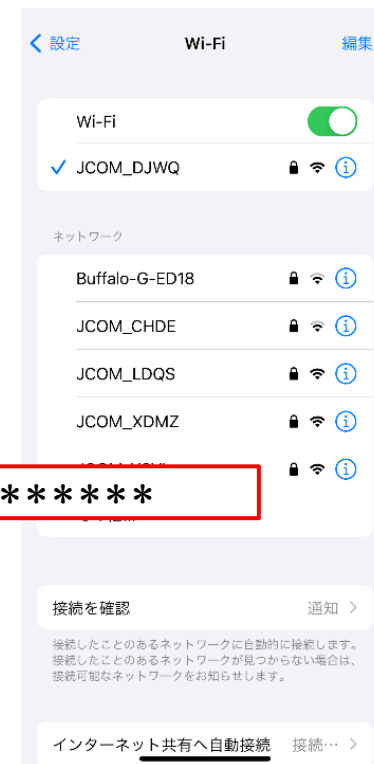 設定 Wi-Fi 編集
Wi-Fi
JCOM_DJWQ
ネットワーク
Buffalo-G-ED18
JCOM_CHDE
JCOM_LDQS
JCOM_XDMZ
******
接続を確認 通知
接続したことのあるネットワークに自動的に接続します。
接続したことのあるネットワークが見つからない場合は、
接続可能なネットワークをお知らせします。
インターネット共有へ自動接続 接続…